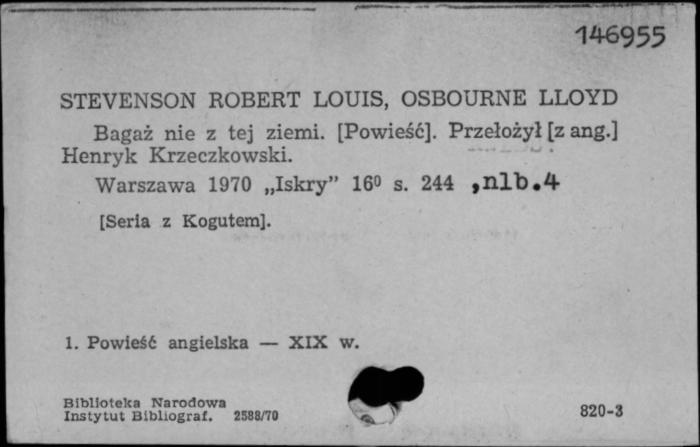 146955
STEVENSON ROBERT LOUIS, OSBOURNE LLOYD
Bagaż nie z tej ziemi. [Powieść]. Przełożył [z ang.]
Henryk Krzeczkowski.
Warszawa 1970 „Iskry” 16⁰ s. 244 ,nlb.4
[Seria z Kogutem].
1. Powieść angielska — XIX w.
Biblioteka Narodowa
Instytut Bibliograf. 2588/70
820-3